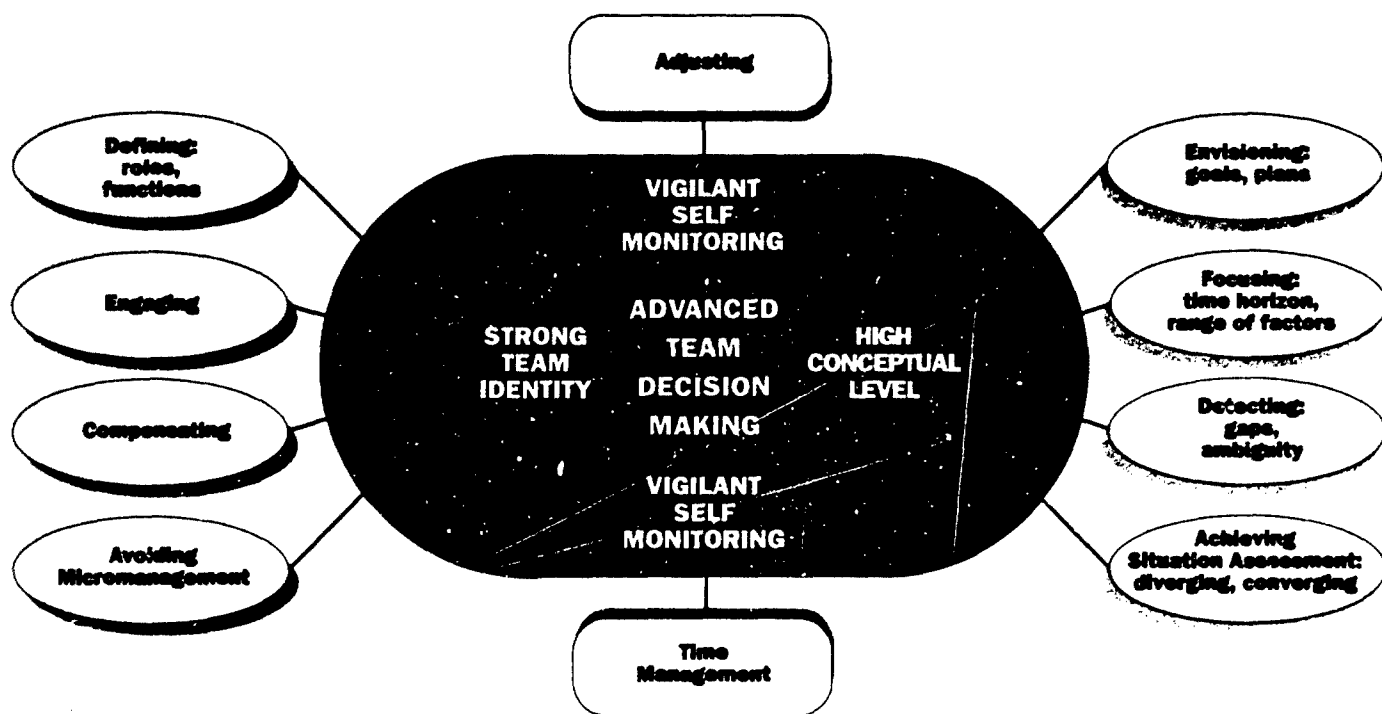 Adjusting
Defining:
roles,
functions
Engaging
Compensating
Avoiding
Micromanagement
VIGILANT
SELF
MONITORING
STRONG
TEAM
IDENTITY
ADVANCED
TEAM
DECISION
MAKING
HIGH
CONCEPTUAL
LEVEL
VIGILANT
SELF
MONITORING
Envisioning:
goals, plans
Focusing:
time horizon,
range of factors
Detecting:
gaps,
ambiguity
Achieving
Situation Assessment:
diverging, converging
Time
Management